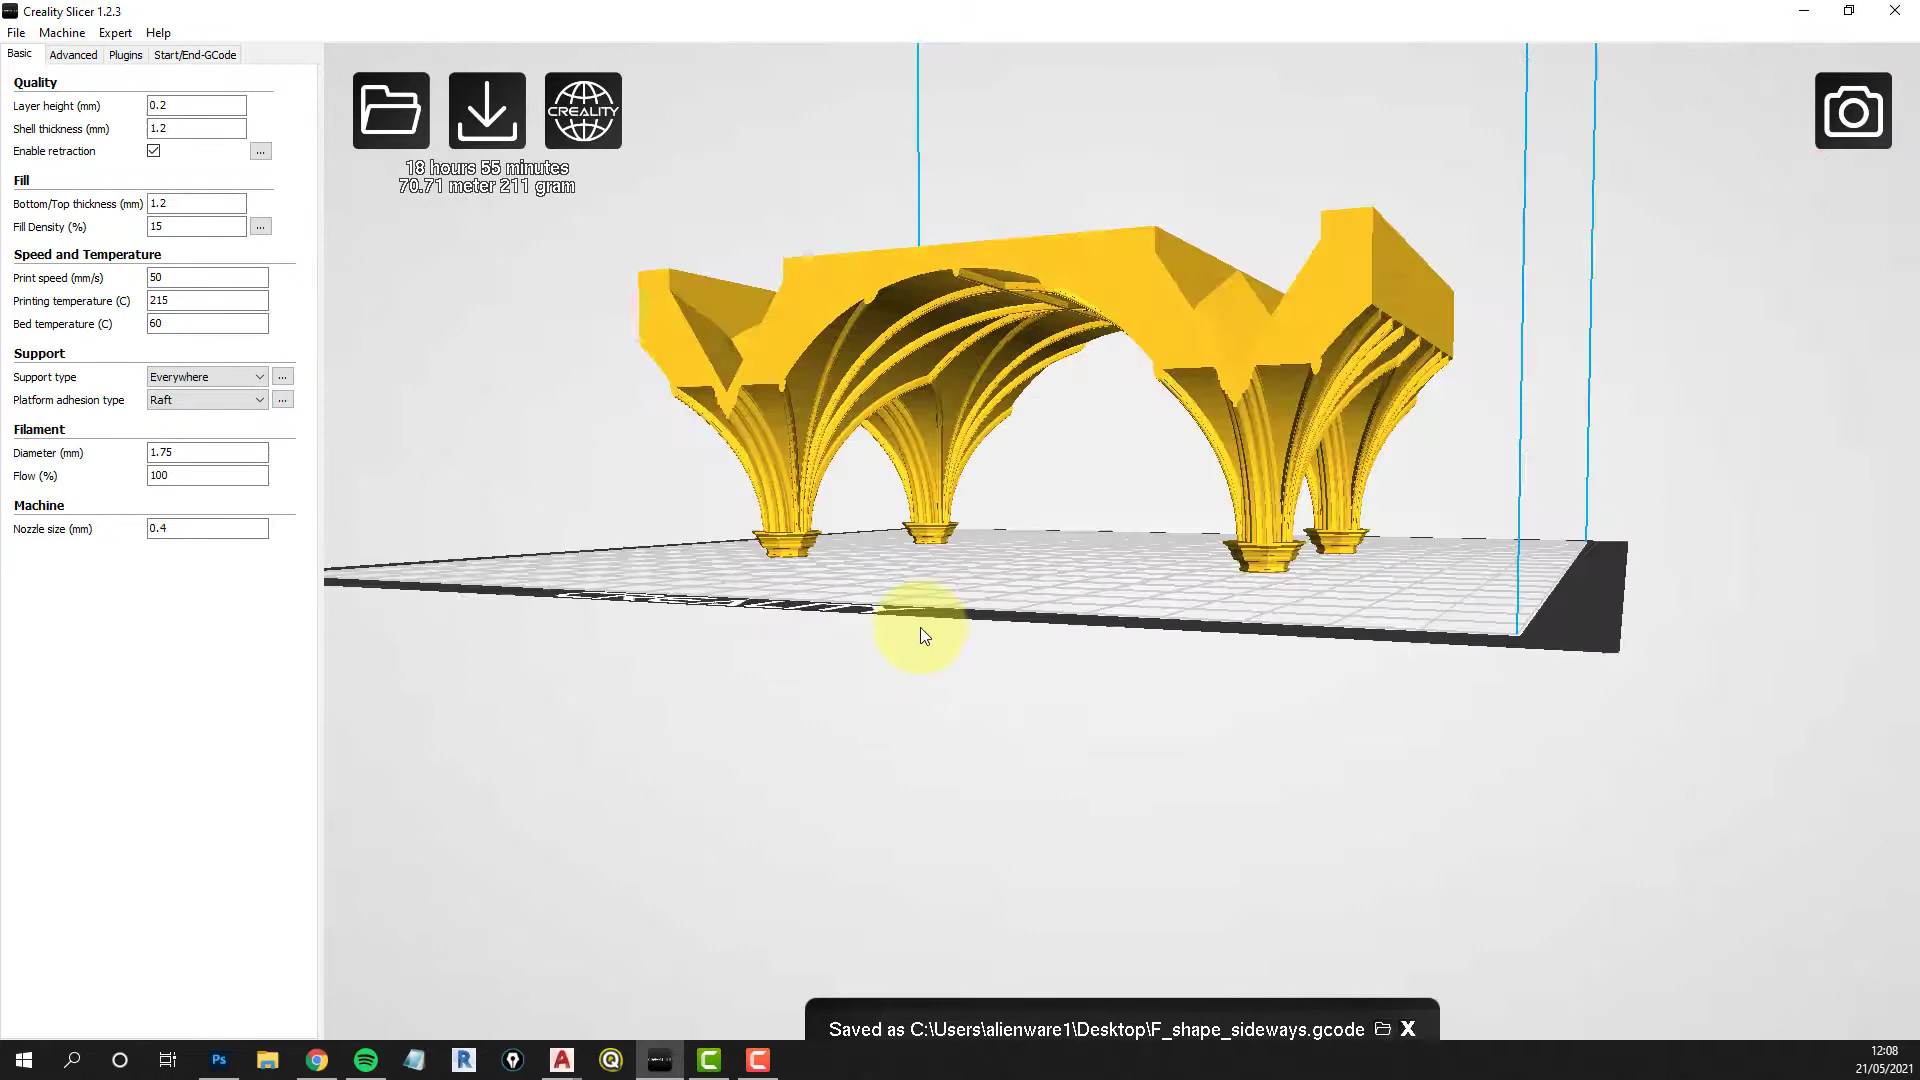 Creality Slicer 1.2.3
File Machine Expert Help
Basic Advanced Plugins Start/End-GCode
Quality
Layer height (mm) 0.2
Shell thickness (mm) 1.2
Enable retraction ...
Fill
Bottom/Top thickness (mm) 1.2
Fill Density (%) 15 ...
Speed and Temperature
Print speed (mm/s) 50
Printing temperature (C) 215
Bed temperature (C) 60
Support
Support type Everywhere ...
Platform adhesion type Raft ...
Filament
Diameter (mm) 1.75
Flow (%) 100
Machine
Nozzle size (mm) 0.4
CREALITY
18 hours 55 minutes
70.71 meter 211 gram
Saved as C:\Users\alienware1\Desktop\F_shape_sideways.gcode X
Ps R A C C
12:08
21/05/2021